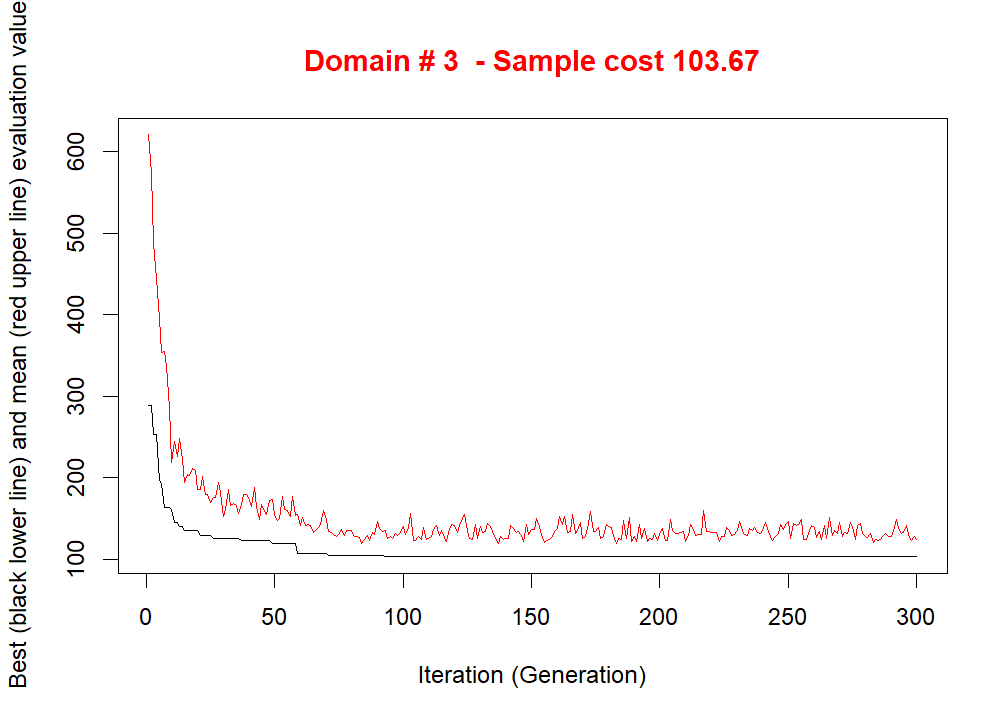 Domain # 3  - Sample cost 103.67
Best (black lower line) and mean (red upper line) evaluation value
600
500
400
300
200
100
0 50 100 150 200 250 300
Iteration (Generation)